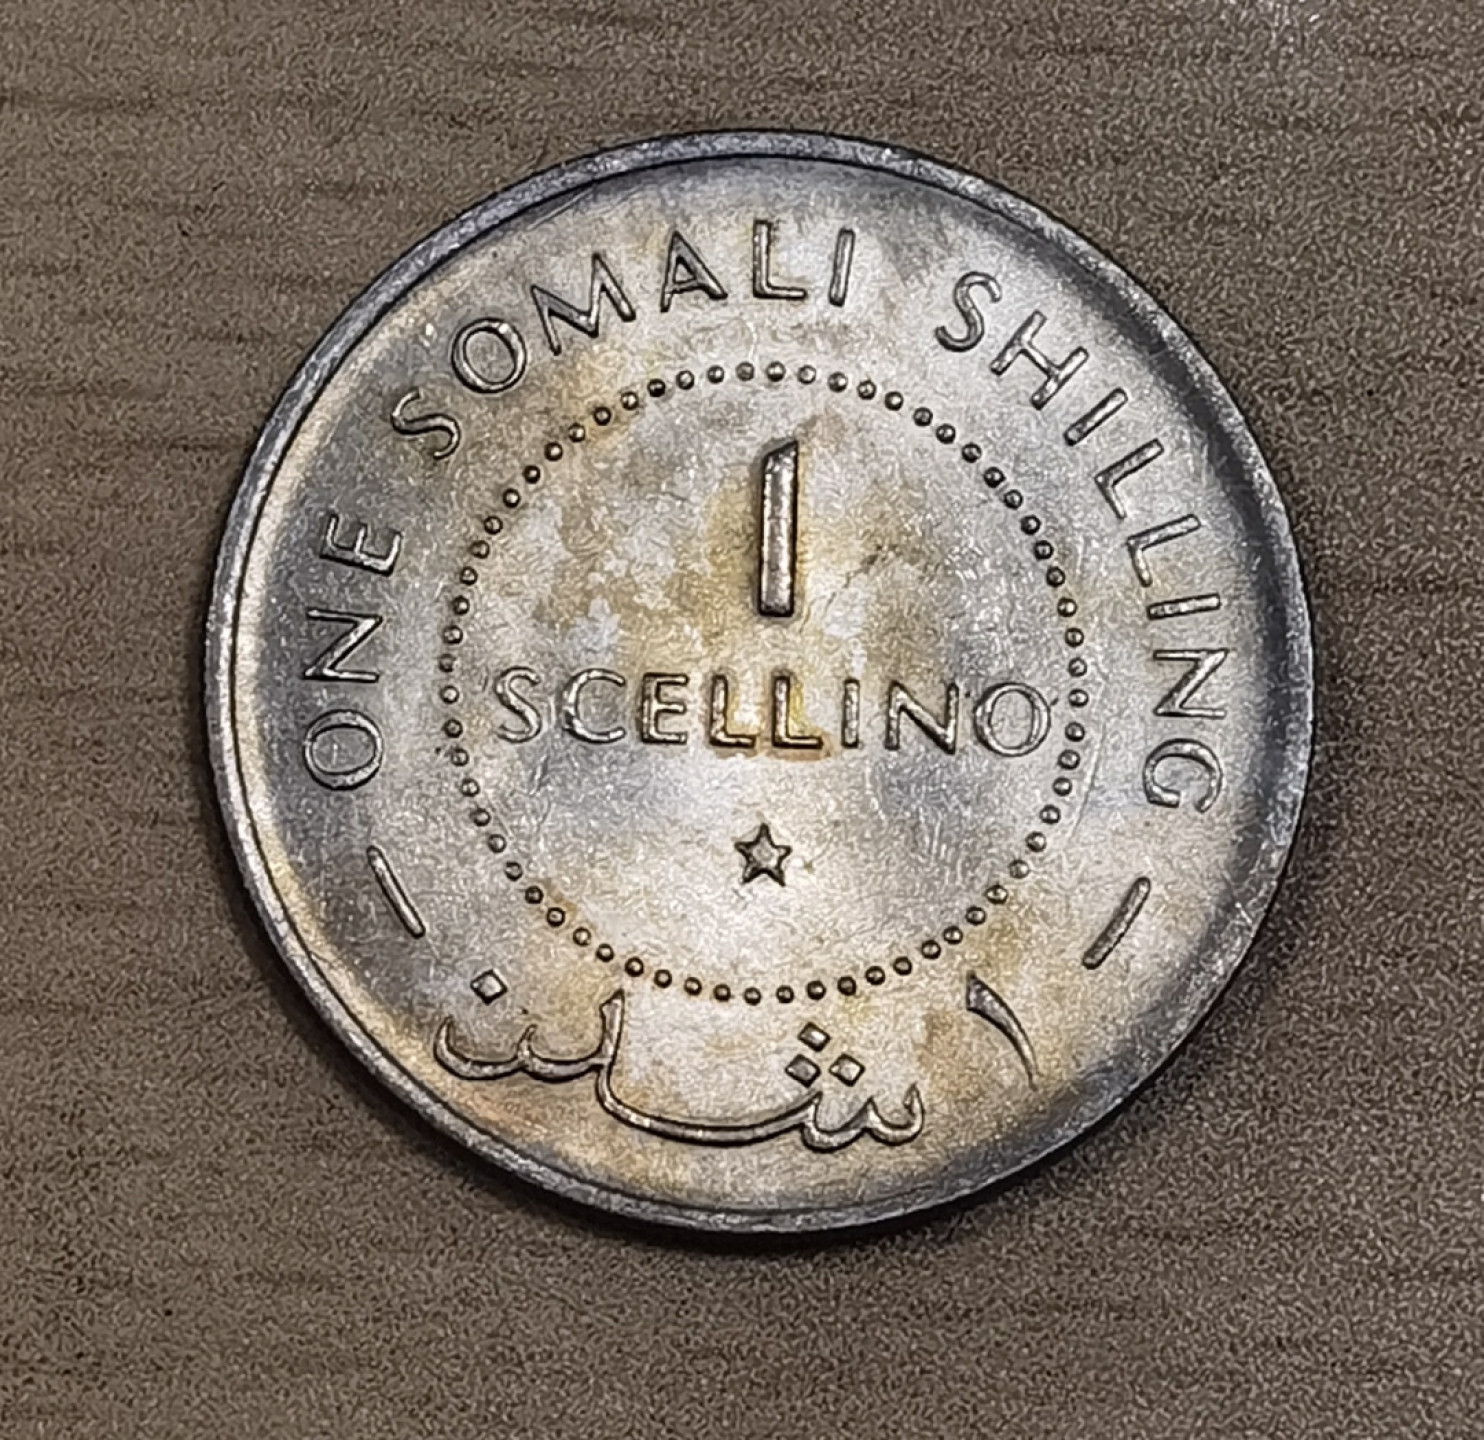 ONE SOMALI SHILLING
1
SCELLINO
١ شلن